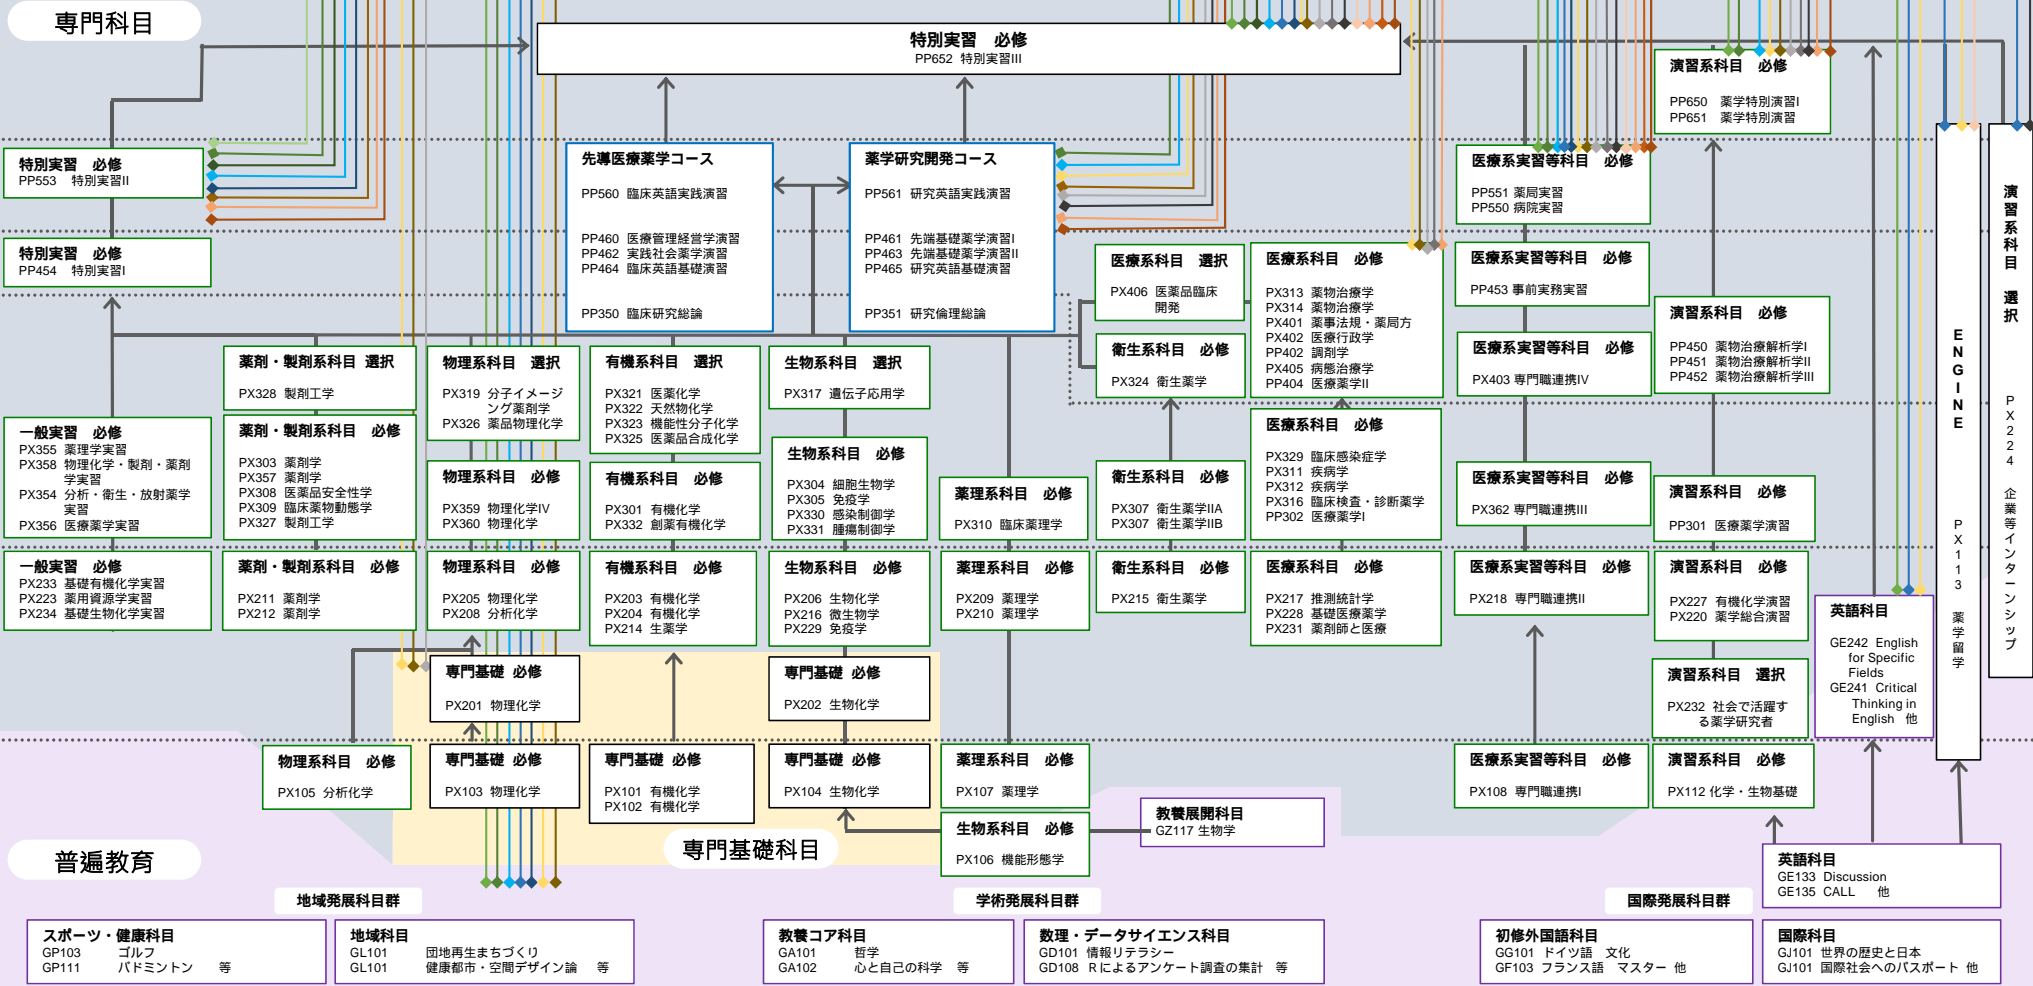 専門科目
特別実習　必修
PP652 特別実習III
演習系科目　必修
PP650　薬学特別演習I
PP651　薬学特別演習
特別実習　必修
PP553　特別実習II
先導医療薬学コース
PP560 臨床英語実践演習
PP460 医療管理経営学演習
PP462 実践社会薬学演習
PP464 臨床英語基礎演習
PP350 臨床研究総論
薬学研究開発コース
PP561 研究英語実践演習
PP461 先端基礎薬学演習I
PP463 先端基礎薬学演習II
PP465 研究英語基礎演習
PP351 研究倫理総論
医療系実習等科目　必修
PP551 薬局実習
PP550 病院実習
特別実習　必修
PP454　特別実習I
医療系科目　選択
PX406 医薬品臨床
開発
医療系科目　必修
PX313 薬物治療学
PX314 薬物治療学
PX401 薬事法規・薬局方
PX402 医療行政学
PP402 調剤学
PX405 病態治療学
PP404 医療薬学II
医療系実習等科目　必修
PP453 事前実務実習
演習系科目　必修
PP450 薬物治療解析学I
PP451 薬物治療解析学II
PP452 薬物治療解析学III
薬剤・製剤系科目 選択
PX328 製剤工学
物理系科目　選択
PX319 分子イメージ
ング薬剤学
PX326 薬品物理化学
有機系科目　選択
PX321 医薬化学
PX322 天然物化学
PX323 機能性分子化学
PX325 医薬品合成化学
生物系科目　選択
PX317 遺伝子応用学
衛生系科目　必修
PX324 衛生薬学
医療系実習等科目　必修
PX403 専門職連携IV
一般実習　必修
PX355 薬理学実習
PX358 物理化学・製剤・薬剤
学実習
PX354 分析・衛生・放射薬学
実習
PX356 医療薬学実習
薬剤・製剤系科目　必修
PX303 薬剤学
PX357 薬剤学
PX308 医薬品安全性学
PX309 臨床薬物動態学
PX327 製剤工学
物理系科目　必修
PX359 物理化学IV
PX360 物理化学
有機系科目　必修
PX301 有機化学
PX332 創薬有機化学
生物系科目　必修
PX304 細胞生物学
PX305 免疫学
PX330 感染制御学
PX331 腫瘍制御学
薬理系科目　必修
PX310 臨床薬理学
衛生系科目　必修
PX307 衛生薬学IIA
PX307 衛生薬学IIB
医療系科目　必修
PX329 臨床感染症学
PX311 疾病学
PX312 疾病学
PX316 臨床検査・診断薬学
PP302 医療薬学I
医療系実習等科目　必修
PX362 専門職連携III
演習系科目　必修
PP301 医療薬学演習
一般実習　必修
PX233 基礎有機化学実習
PX223 薬用資源学実習
PX234 基礎生物化学実習
薬剤・製剤系科目　必修
PX211 薬剤学
PX212 薬剤学
物理系科目　必修
PX205 物理化学
PX208 分析化学
有機系科目　必修
PX203 有機化学
PX204 有機化学
PX214 生薬学
生物系科目　必修
PX206 生物化学
PX216 微生物学
PX229 免疫学
薬理系科目　必修
PX209 薬理学
PX210 薬理学
衛生系科目　必修
PX215 衛生薬学
医療系科目　必修
PX217 推測統計学
PX228 基礎医療薬学
PX231 薬剤師と医療
医療系実習等科目　必修
PX218 専門職連携II
演習系科目　必修
PX227 有機化学演習
PX220 薬学総合演習
英語科目
GE242 English
for Specific
Fields
GE241 Critical
Thinking in
English　他
ENGINE　PX113　薬学留学
演習系科目　選択　PX224　企業等インターンシップ
専門基礎 必修
PX201 物理化学
専門基礎 必修
PX202 生物化学
演習系科目　選択
PX232 社会で活躍す
る薬学研究者
物理系科目　必修
PX105 分析化学
専門基礎 必修
PX103 物理化学
専門基礎 必修
PX101 有機化学
PX102 有機化学
専門基礎 必修
PX104 生物化学
薬理系科目　必修
PX107 薬理学
医療系実習等科目　必修
PX108 専門職連携I
演習系科目　必修
PX112 化学・生物基礎
生物系科目　必修
PX106 機能形態学
教養展開科目
GZ117 生物学
専門基礎科目
普遍教育
英語科目
GE133 Discussion
GE135 CALL　他
地域発展科目群
学術発展科目群
国際発展科目群
スポーツ・健康科目
GP103　ゴルフ
GP111　バドミントン　等
地域科目
GL101　団地再生まちづくり
GL101　健康都市・空間デザイン論　等
教養コア科目
GA101　哲学
GA102　心と自己の科学　等
数理・データサイエンス科目
GD101 情報リテラシー
GD108 Rによるアンケート調査の集計　等
初修外国語科目
GG101 ドイツ語　文化
GF103 フランス語　マスター 他
国際科目
GJ101 世界の歴史と日本
GJ101 国際社会へのパスポート 他